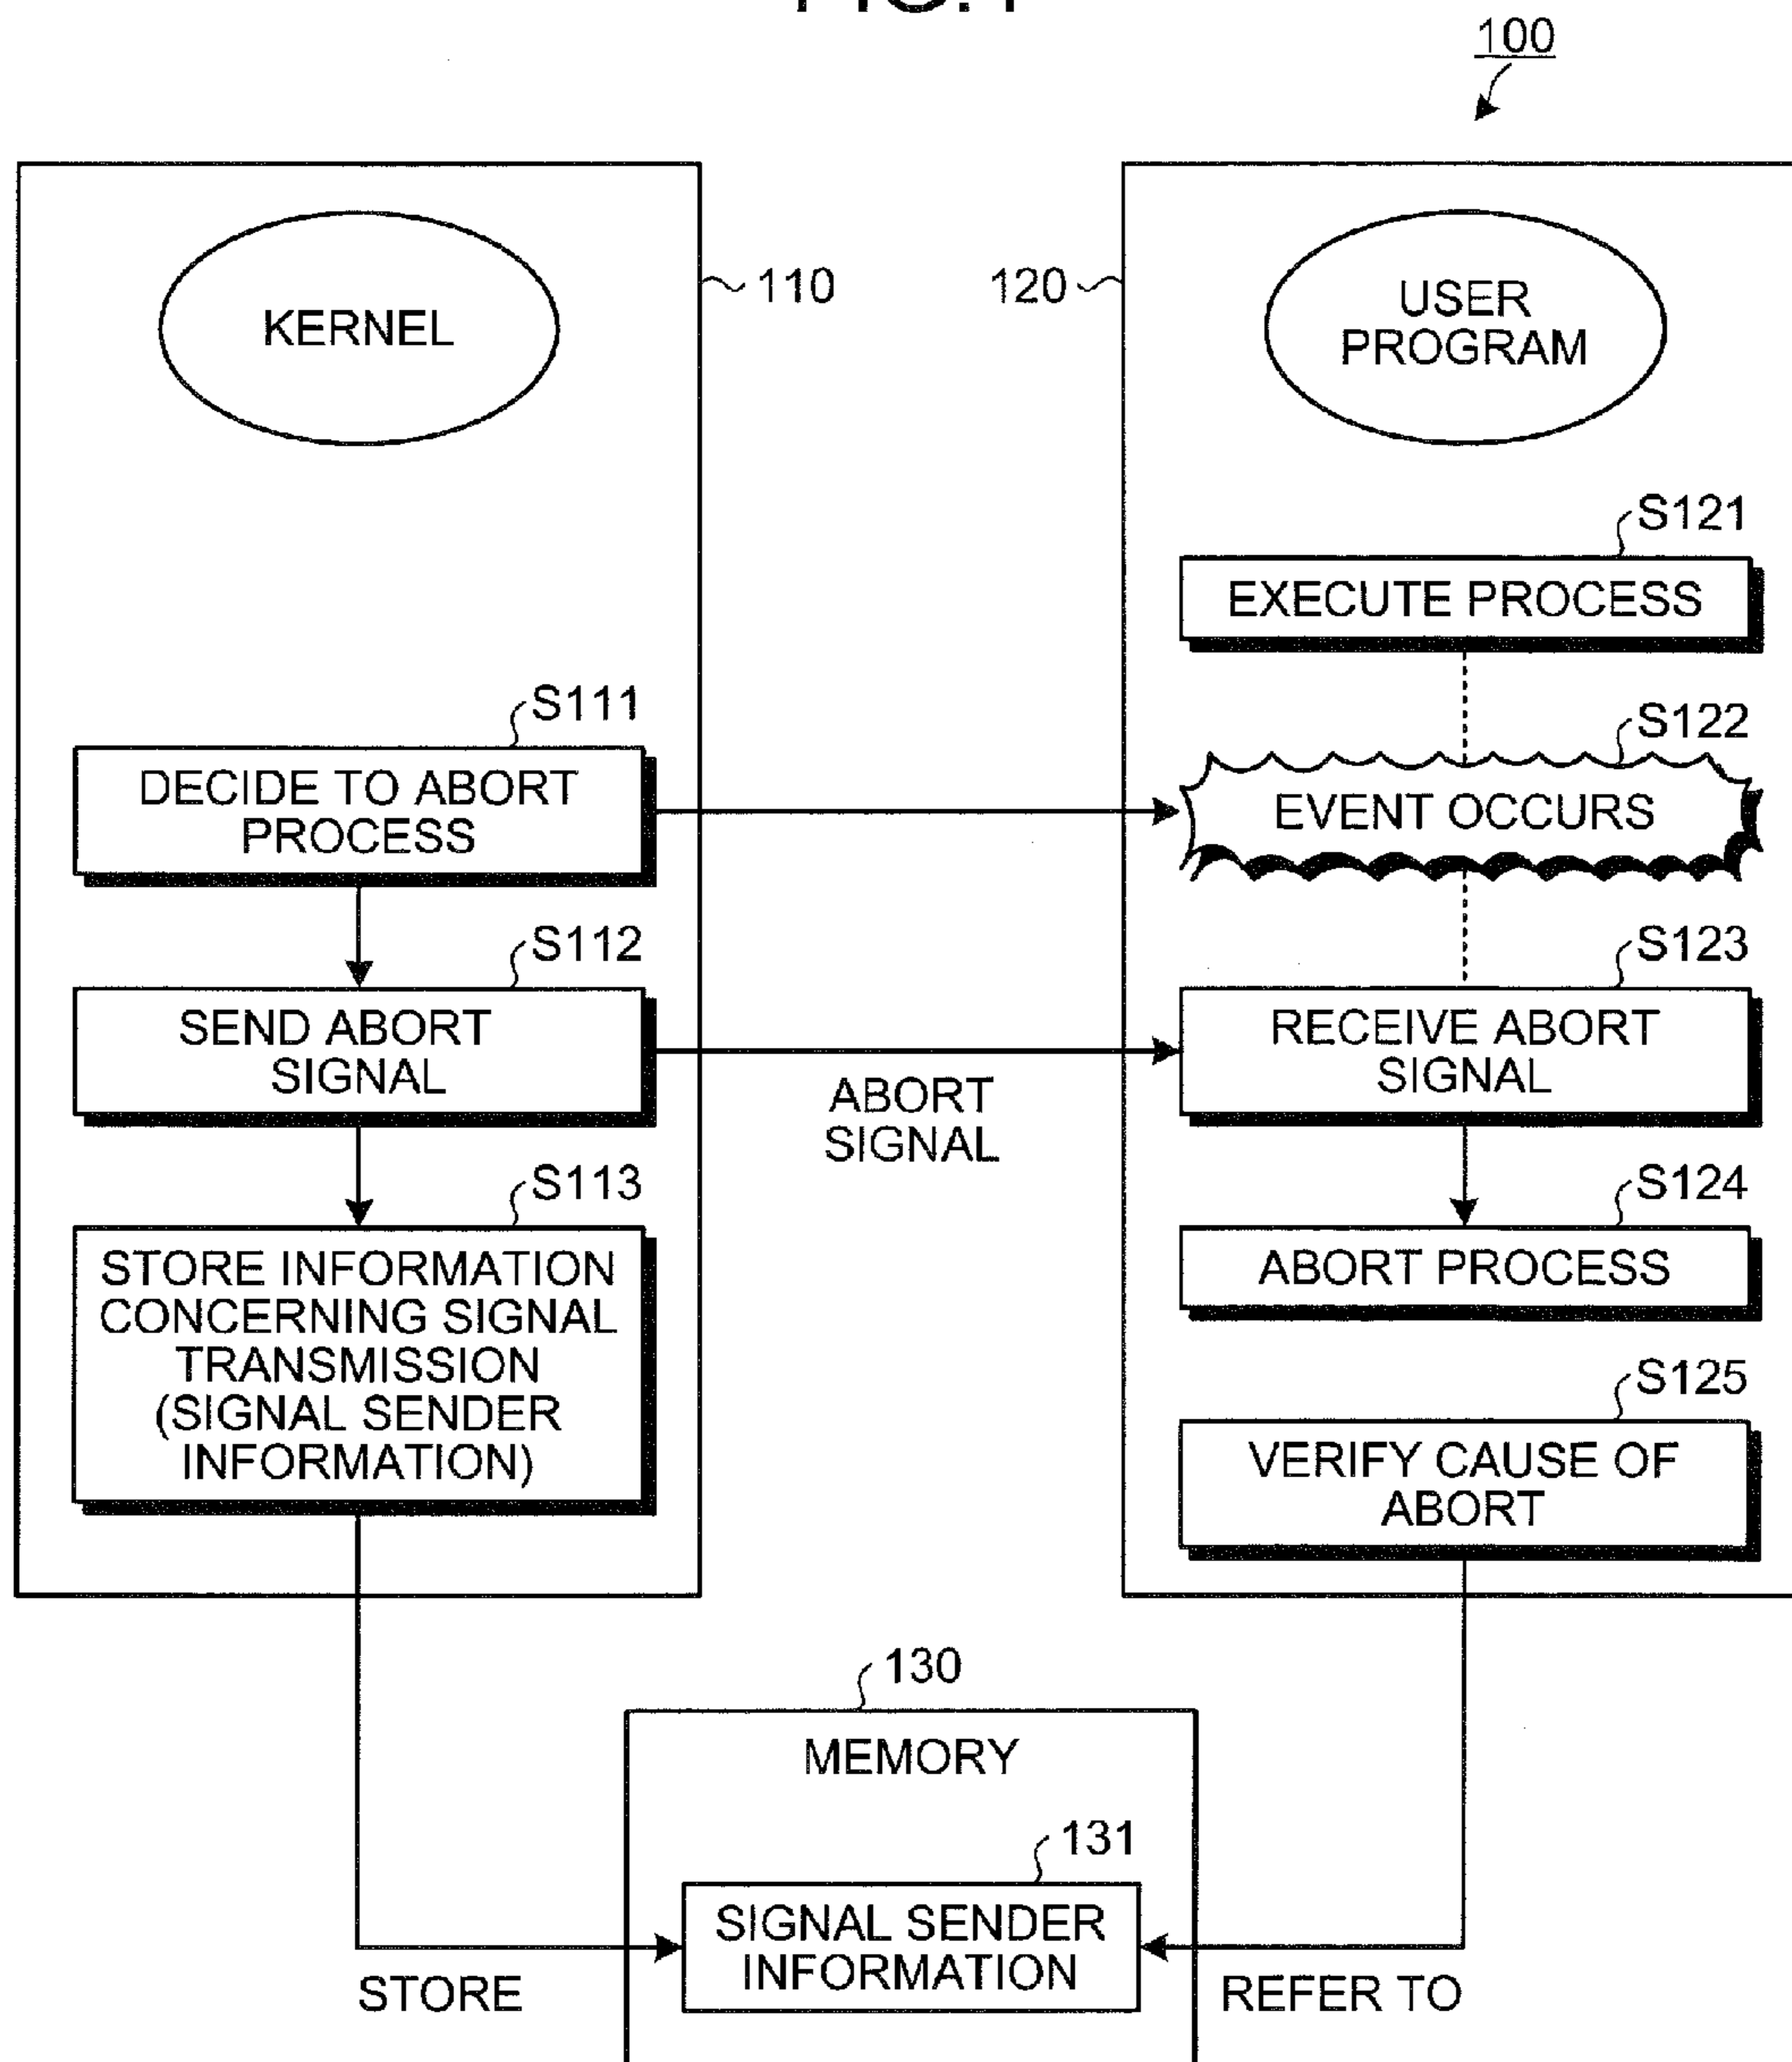 100
110
120
KERNEL
USER
PROGRAM
S121
EXECUTE PROCESS
S111
DECIDE TO ABORT
PROCESS
S122
EVENT OCCURS
S112
SEND ABORT
SIGNAL
ABORT
SIGNAL
S123
RECEIVE ABORT
SIGNAL
S113
STORE INFORMATION
CONCERNING SIGNAL
TRANSMISSION
(SIGNAL SENDER
INFORMATION)
S124
ABORT PROCESS
S125
VERIFY CAUSE OF
ABORT
130
MEMORY
131
SIGNAL SENDER
INFORMATION
STORE
REFER TO